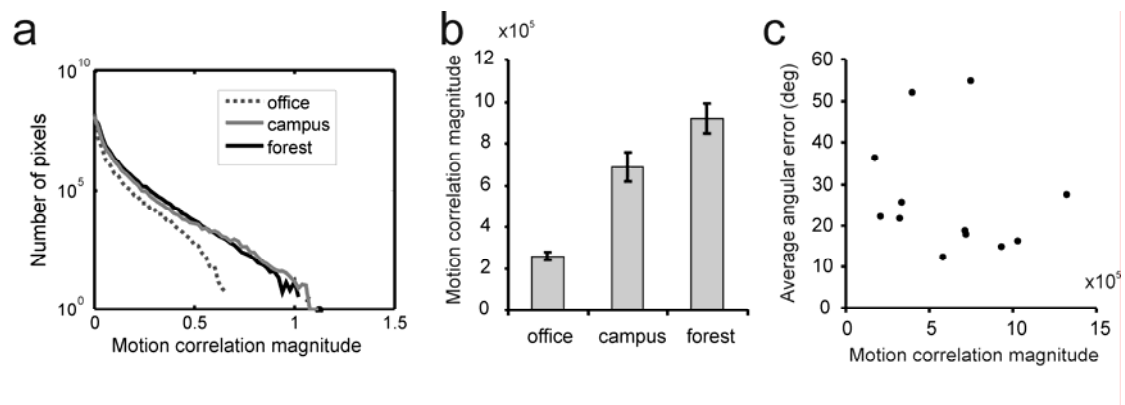 a
Number of pixels
10^10
10^5
10^0
office
campus
forest
0
0.5
1
1.5
Motion correlation magnitude
b
x10^5
Motion correlation magnitude
12
10
8
6
4
2
0
office campus forest
c
Average angular error (deg)
60
50
40
30
20
10
0
x10^5
0
5
10
15
Motion correlation magnitude